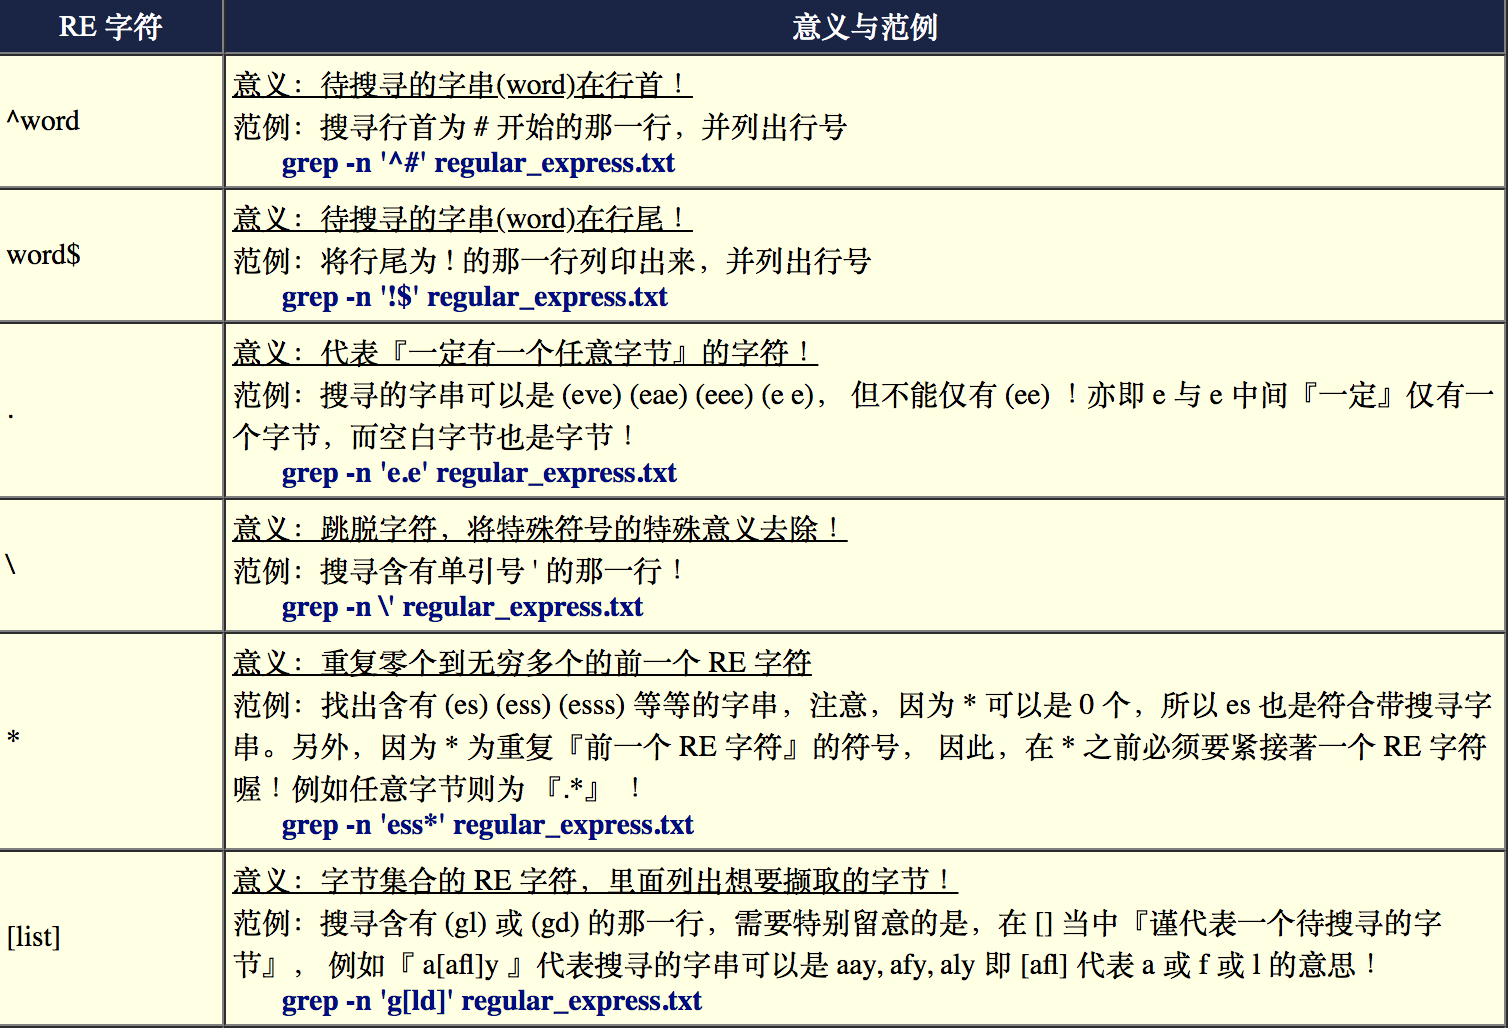 RE 字符
意义与范例
^word
意义：待搜寻的字串(word)在行首！
范例：搜寻行首为 # 开始的那一行，并列出行号
grep -n '^#' regular_express.txt
word$
意义：待搜寻的字串(word)在行尾！
范例：将行尾为 ! 的那一行列印出来，并列出行号
grep -n '!$' regular_express.txt
.
意义：代表『一定有一个任意字节』的字符！
范例：搜寻的字串可以是 (eve) (eae) (eee) (e e)， 但不能仅有 (ee) ！亦即 e 与 e 中间『一定』仅有一
个字节，而空白字节也是字节！
grep -n 'e.e' regular_express.txt
\
意义：跳脱字符，将特殊符号的特殊意义去除！
范例：搜寻含有单引号 ' 的那一行！
grep -n \' regular_express.txt
*
意义：重复零个到无穷多个的前一个 RE 字符
范例：找出含有 (es) (ess) (esss) 等等的字串，注意，因为 * 可以是 0 个，所以 es 也是符合带搜寻字
串。另外，因为 * 为重复『前一个 RE 字符』的符号， 因此，在 * 之前必须要紧接著一个 RE 字符
喔！例如任意字节则为 『.*』 ！
grep -n 'ess*' regular_express.txt
[list]
意义：字节集合的 RE 字符，里面列出想要撷取的字节！
范例：搜寻含有 (gl) 或 (gd) 的那一行，需要特别留意的是，在 [] 当中『谨代表一个待搜寻的字
节』， 例如『 a[afl]y 』代表搜寻的字串可以是 aay, afy, aly 即 [afl] 代表 a 或 f 或 l 的意思！
grep -n 'g[ld]' regular_express.txt